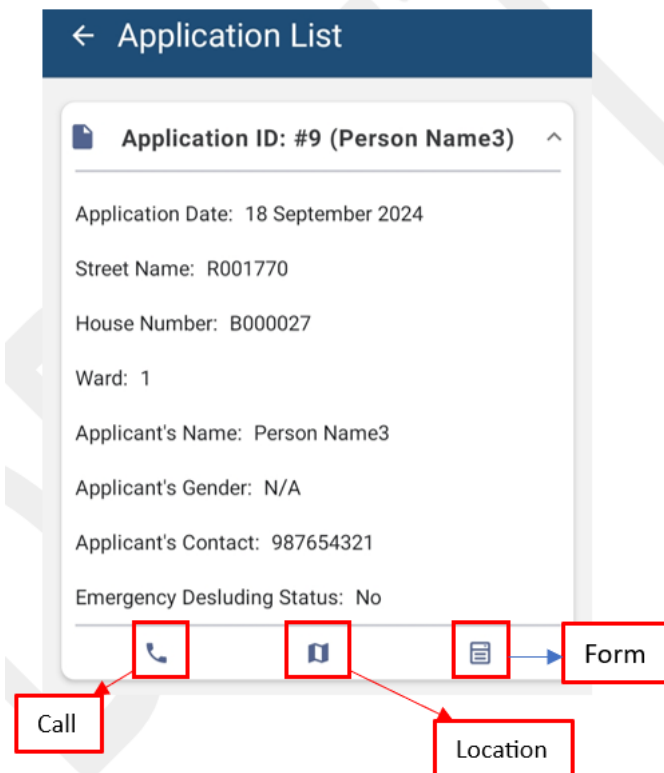 Application List
Application ID: #9 (Person Name3)
Application Date: 18 September 2024
Street Name: R001770
House Number: B000027
Ward: 1
Applicant's Name: Person Name3
Applicant's Gender: N/A
Applicant's Contact: 987654321
Emergency Desluding Status: No
Form
Call
Location